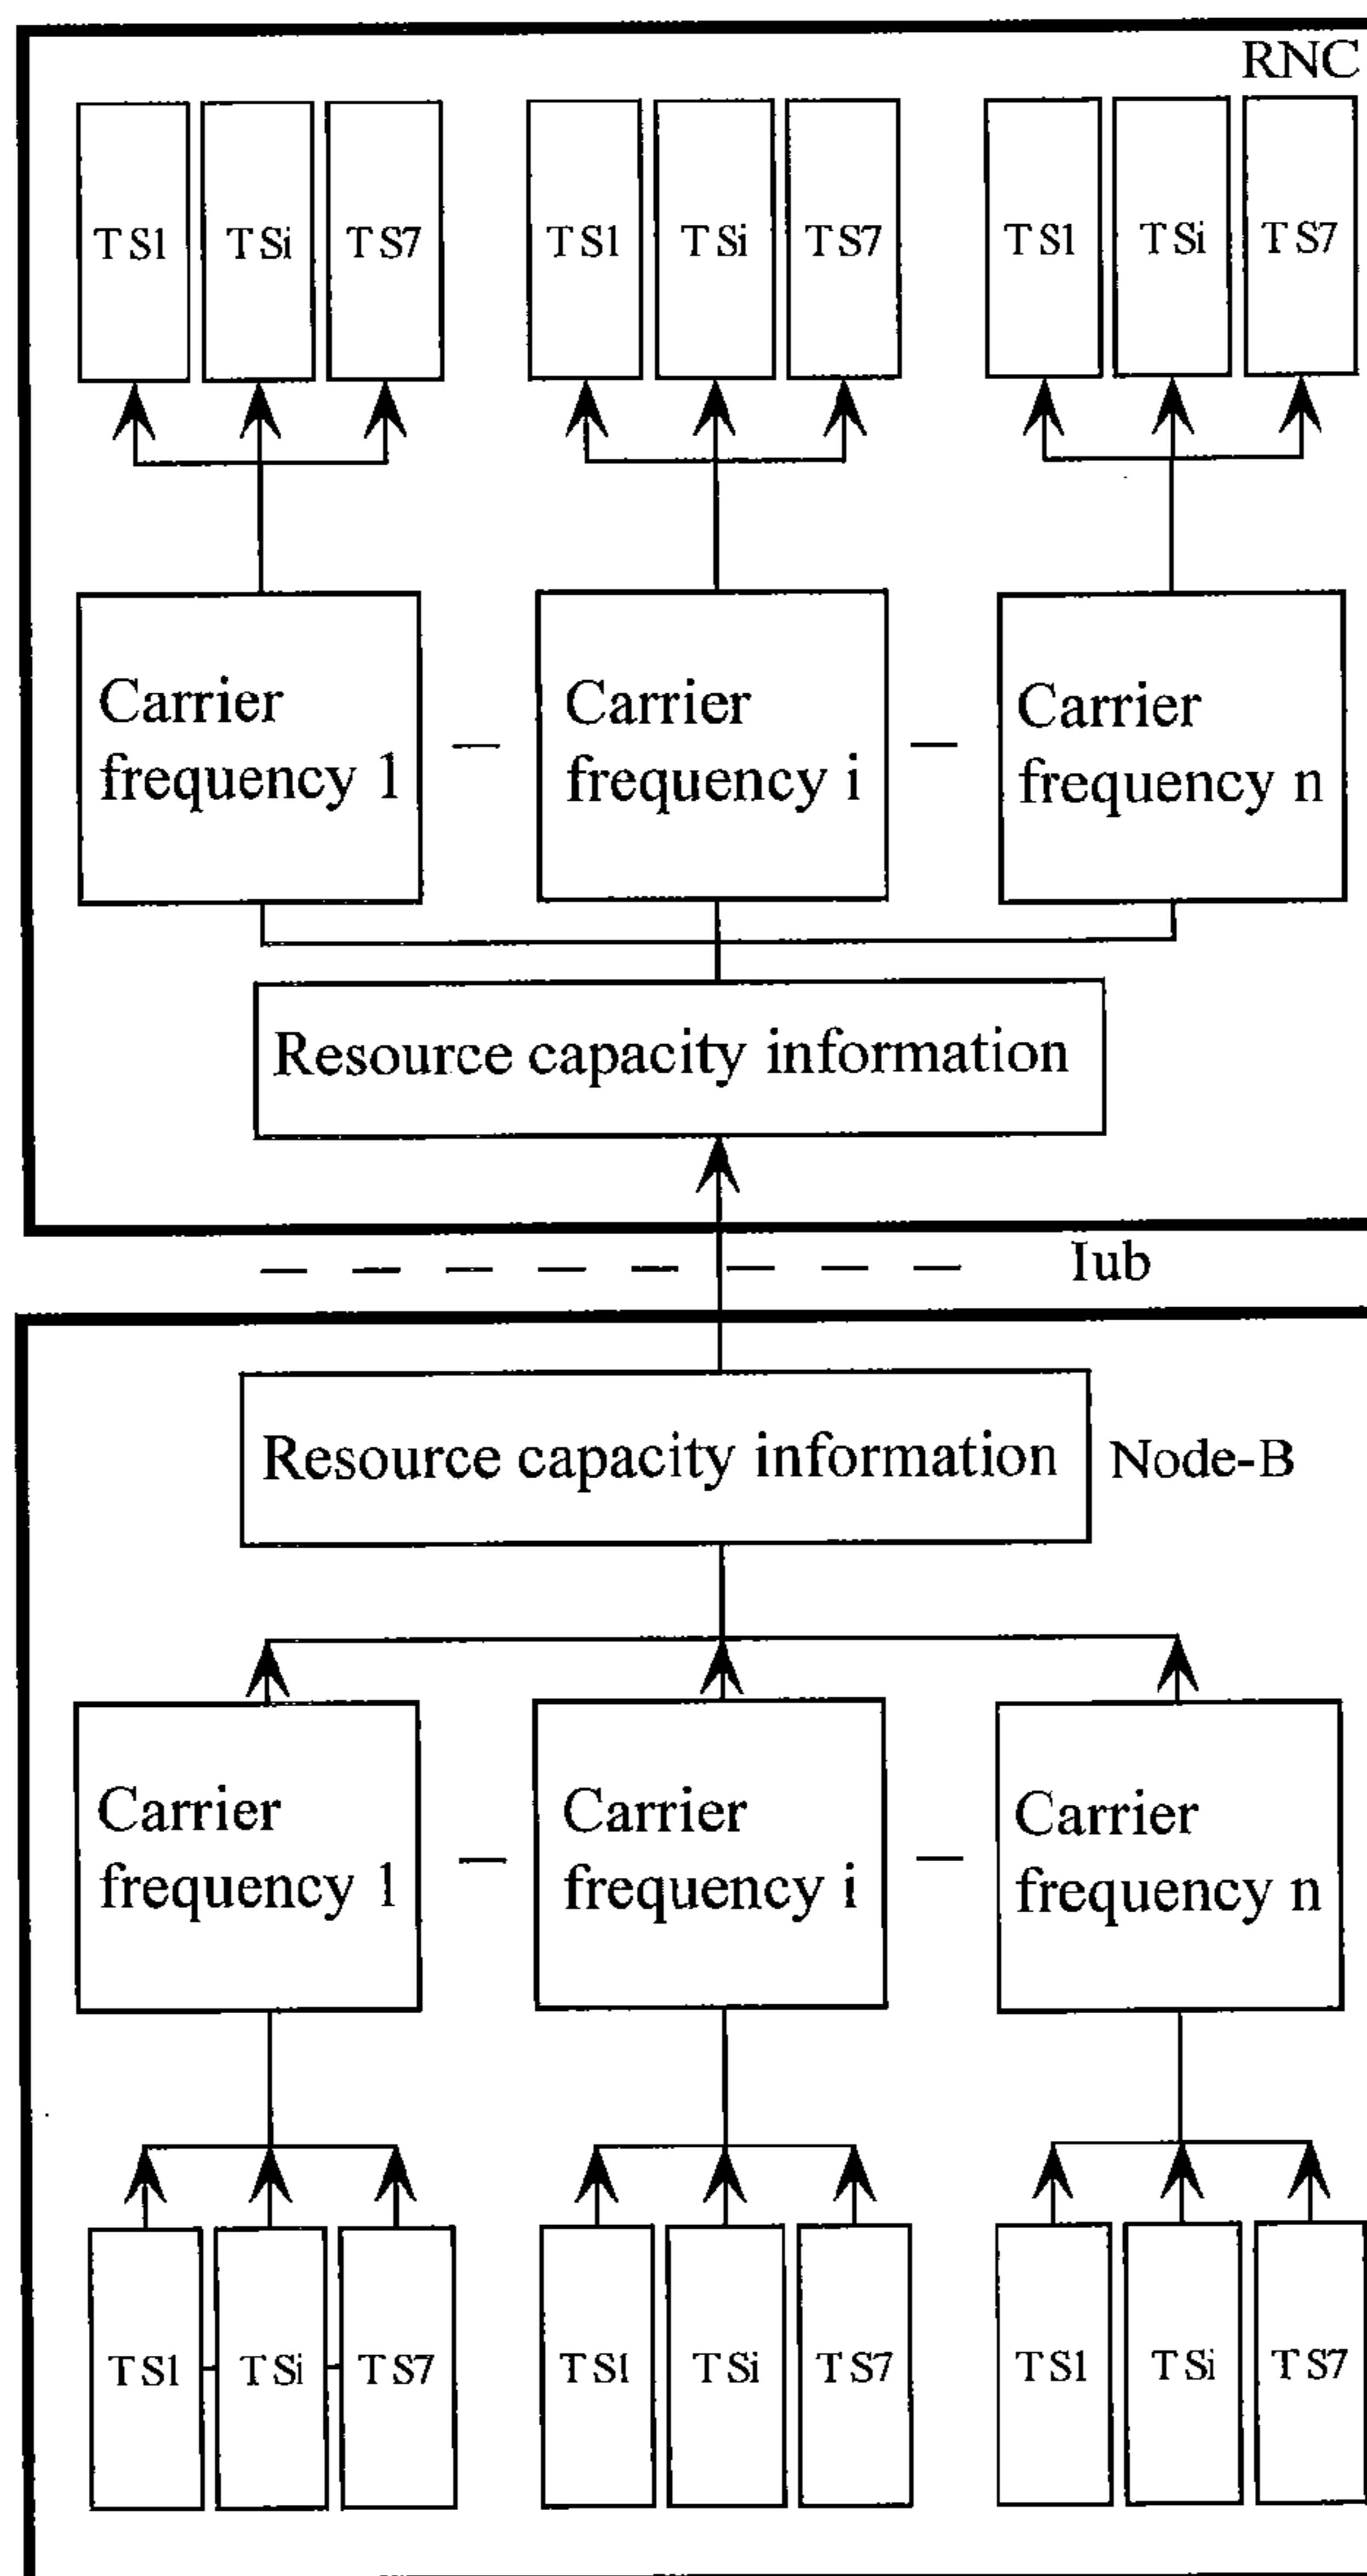 RNC
TS1 TSi TS7 TS1 TSi TS7 TS1 TSi TS7
Carrier
frequency 1
Carrier
frequency i
Carrier
frequency n
Resource capacity information
Iub
Resource capacity information
Node-B
Carrier
frequency 1
Carrier
frequency i
Carrier
frequency n
TS1 TSi TS7 TS1 TSi TS7 TS1 TSi TS7